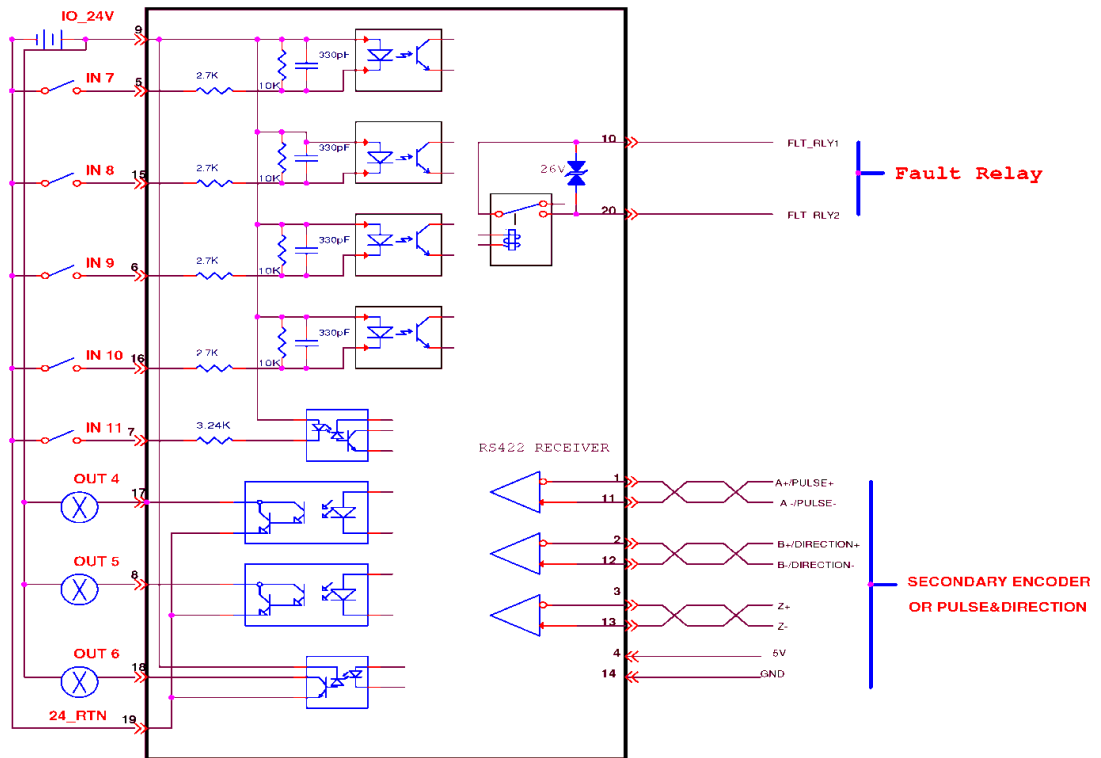 IO_24V
9
330pF
IN 7
5
2.7K
10K
IN 8
15
2.7K
330pF
10K
IN 9
6
2.7K
330pF
10K
IN 10
16
2.7K
330pF
10K
IN 11
7
3.24K
OUT 4
17
OUT 5
8
OUT 6
18
24_RTN
19
10
FLT_RLY1
26V
20
FLT_RLY2
Fault Relay
RS422 RECEIVER
1
A+/PULSE+
11
A-/PULSE-
2
B+/DIRECTION+
12
B-/DIRECTION-
3
Z+
13
Z-
4
5V
14
GND
SECONDARY ENCODER
OR PULSE&DIRECTION